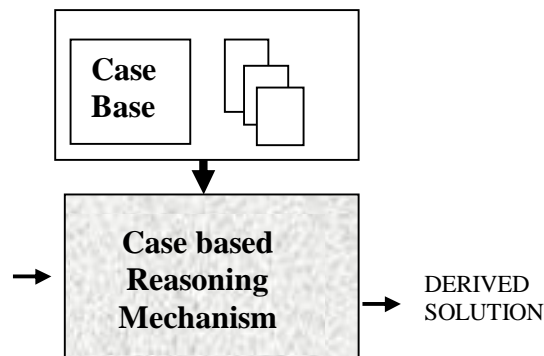 Case
Base
Case based
Reasoning
Mechanism
DERIVED
SOLUTION